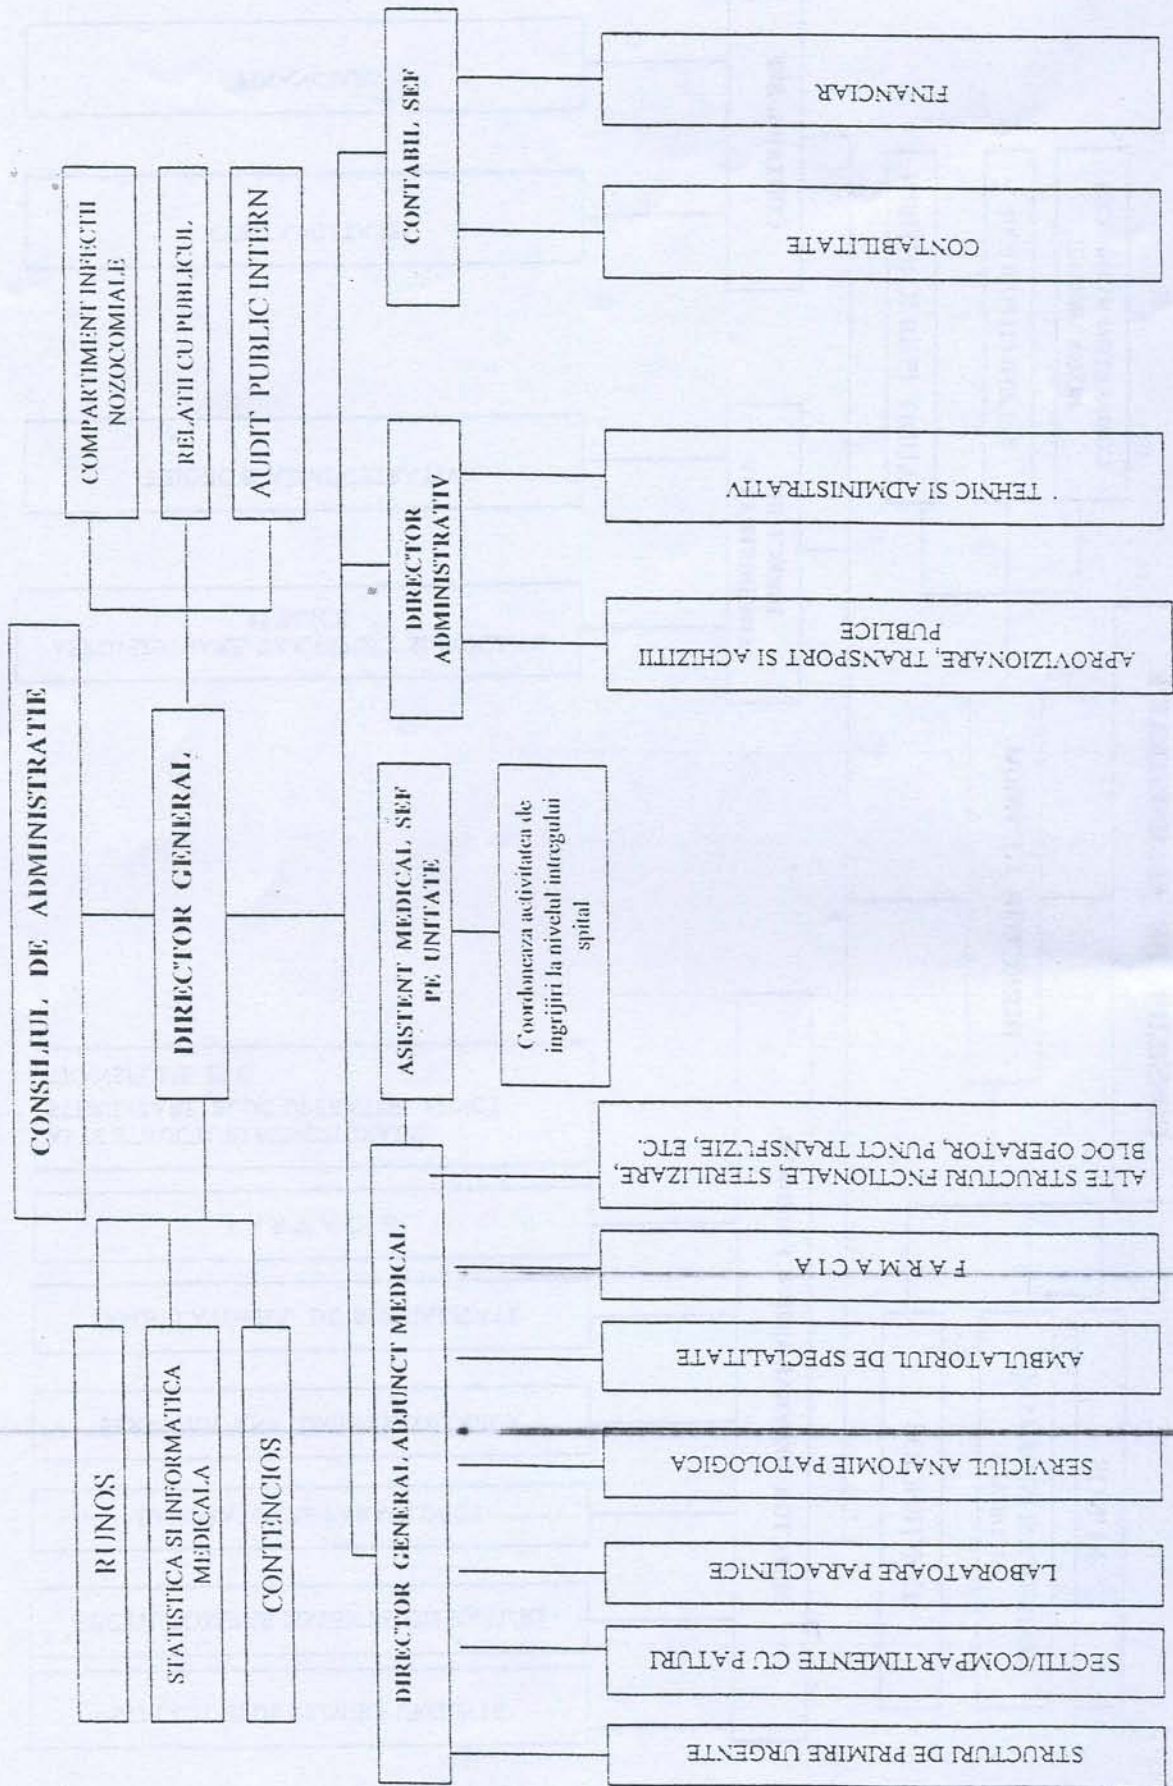 CONSILIUL DE ADMINISTRATIE
DIRECTOR GENERAL
RUNOS
STATISTICA SI INFORMATICA
MEDICALA
CONTENCIOS
COMPARTIMENT INFECTII
NOZOCOMIALE
RELATII CU PUBLICUL
AUDIT PUBLIC INTERN
DIRECTOR GENERAL ADJUNCT MEDICAL
ASISTENT MEDICAL SEF
PE UNITATE
DIRECTOR
ADMINISTRATIV
CONTABIL SEF
Coordoneaza activitatea de
ingrijiri la nivelul intregului
spital
STRUCTURI DE PRIMIRE URGENTE
SECTII/COMPARTIMENTE CU PATURI
LABORATOARE PARACLINICE
SERVICIUL ANATOMIE PATOLOGICA
AMBULATORIUL DE SPECIALITATE
FARMACIA
ALTE STRUCTURI FNCTIONALE, STERILIZARE,
BLOC OPERATOR, PUNCT TRANSFUZIE, ETC.
APROVIZIONARE, TRANSPORT SI ACHIZITII
PUBLICE
TEHNIC SI ADMINISTRATIV
CONTABILITATE
FINANCIAR